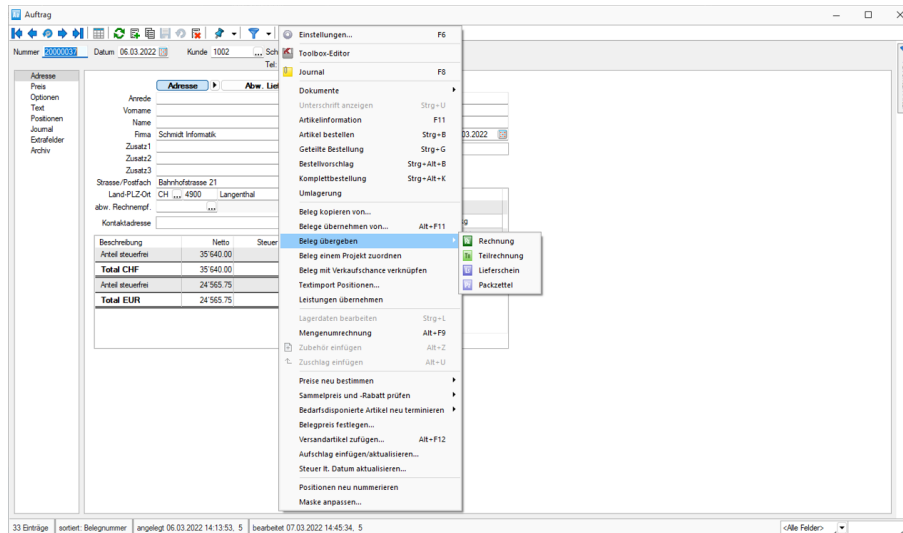 Auftrag
Nummer 20000037 Datum 06.03.2022 Kunde 1002 ... Sch
Tel:
Adresse
Preis
Optionen
Text
Positionen
Journal
Extrafelder
Archiv
Adresse Abw. Lief
Anrede
Vorname
Name
Firma Schmidt Informatik
03.2022
Zusatz1
Zusatz2
Zusatz3
Strasse/Postfach Bahnhofstrasse 21
Land-PLZ-Ort CH ... 4900 Langenthal
abw. Rechnempf. ...
Kontaktadresse
Beschreibung Netto Steuer
Anteil steuerfrei 35'640.00
Total CHF 35'640.00
Anteil steuerfrei 24'565.75
Total EUR 24'565.75
Einstellungen... F6
Toolbox-Editor
Journal F8
Dokumente
Unterschrift anzeigen Strg+U
Artikelinformation F11
Artikel bestellen Strg+B
Geteilte Bestellung Strg+G
Bestellvorschlag Strg+Alt+B
Komplettbestellung Strg+Alt+K
Umlagerung
Beleg kopieren von...
Belege übernehmen von... Alt+F11
Beleg übergeben
Beleg einem Projekt zuordnen
Beleg mit Verkaufschance verknüpfen
Textimport Positionen...
Leistungen übernehmen
Lagerdaten bearbeiten Strg+L
Mengenumrechnung Alt+F9
Zubehör einfügen Alt+Z
Zuschlag einfügen Alt+U
Preise neu bestimmen
Sammelpreis und -Rabatt prüfen
Bedarfsdisponierte Artikel neu terminieren
Belegpreis festlegen...
Versandartikel zufügen... Alt+F12
Aufschlag einfügen/aktualisieren...
Steuer lt. Datum aktualisieren...
Positionen neu nummerieren
Maske anpassen...
Rechnung
Teilrechnung
Lieferschein
Packzettel
33 Einträge sortiert: Belegnummer angelegt 06.03.2022 14:13:53, 5 bearbeitet 07.03.2022 14:45:34, 5 <Alle Felder>